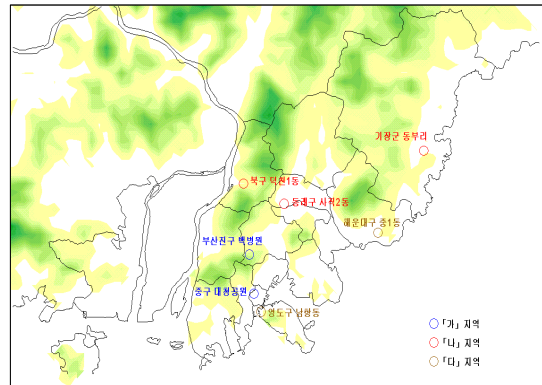 기장군 동부리
북구 덕천1동
동래구 사직2동
해운대구 중1동
부산진구 백병원
중구 대청공원
영도구 남항동
「가」 지역
「나」 지역
「다」 지역